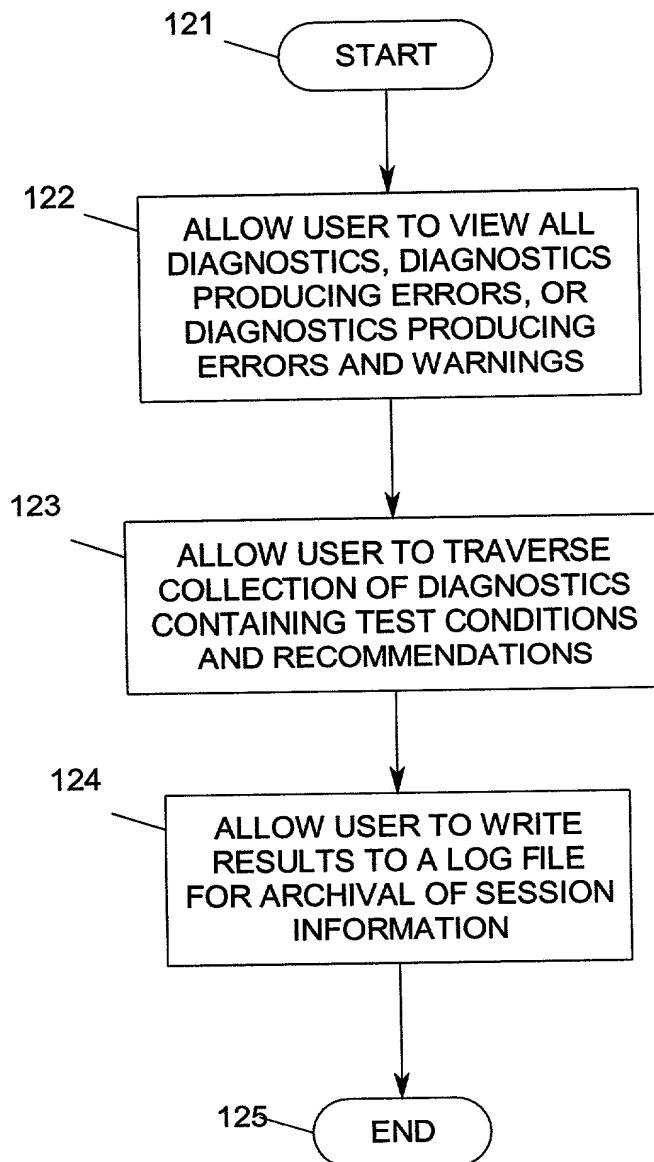 121
START
122
ALLOW USER TO VIEW ALL
DIAGNOSTICS, DIAGNOSTICS
PRODUCING ERRORS, OR
DIAGNOSTICS PRODUCING
ERRORS AND WARNINGS
123
ALLOW USER TO TRAVERSE
COLLECTION OF DIAGNOSTICS
CONTAINING TEST CONDITIONS
AND RECOMMENDATIONS
124
ALLOW USER TO WRITE
RESULTS TO A LOG FILE
FOR ARCHIVAL OF SESSION
INFORMATION
125
END